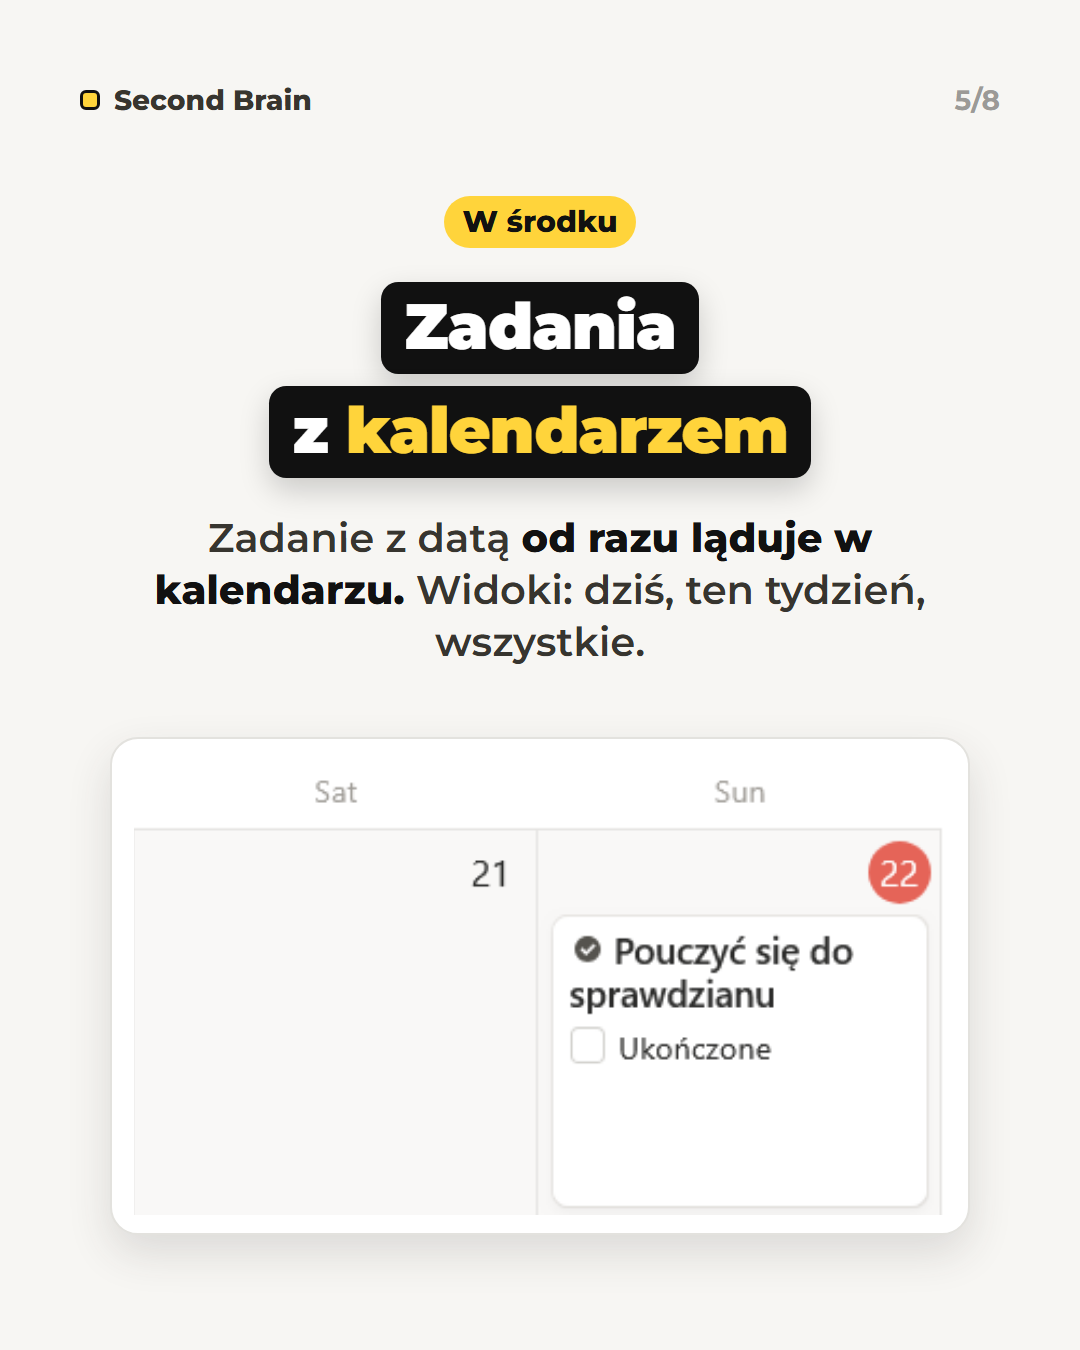 Second Brain
5/8
W środku
Zadania
z kalendarzem
Zadanie z datą od razu ląduje w
kalendarzu. Widoki: dziś, ten tydzień,
wszystkie.
Sat
Sun
21
22
Pouczyć się do
sprawdzianu
Ukończone